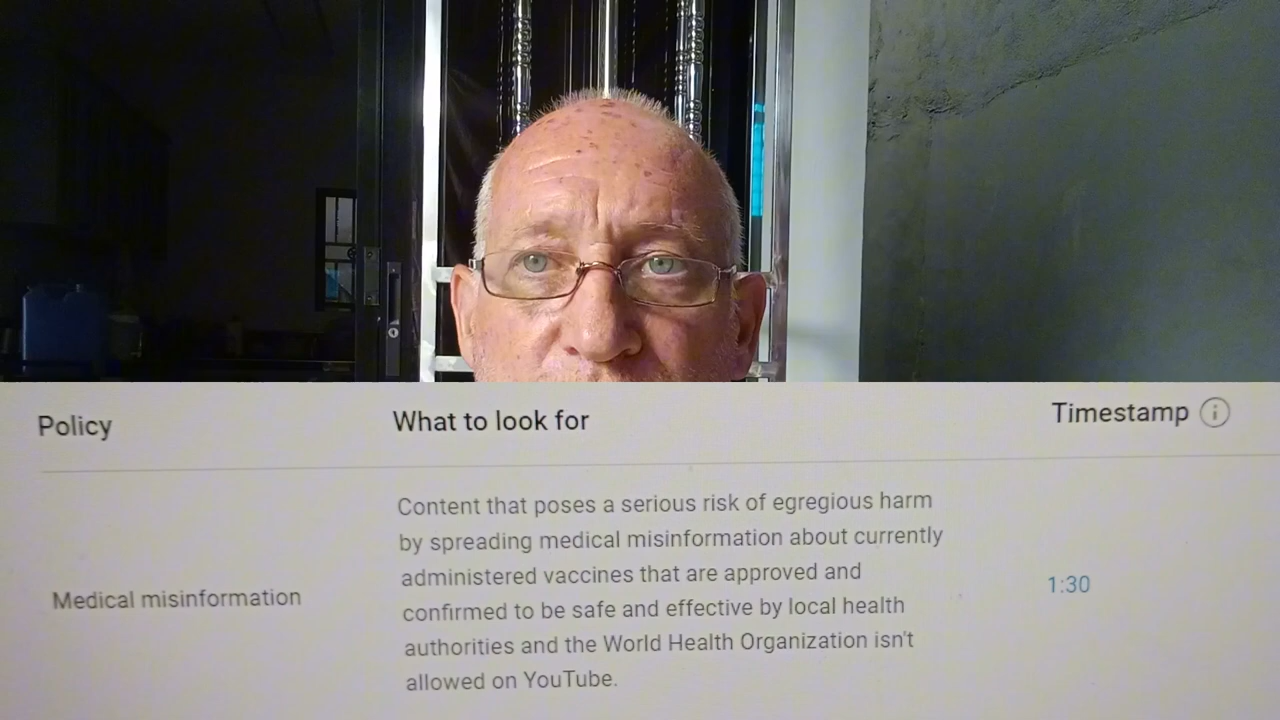 Policy
What to look for
Timestamp
Medical misinformation
Content that poses a serious risk of egregious harm
by spreading medical misinformation about currently
administered vaccines that are approved and
confirmed to be safe and effective by local health
authorities and the World Health Organization isn't
allowed on YouTube.
1:30